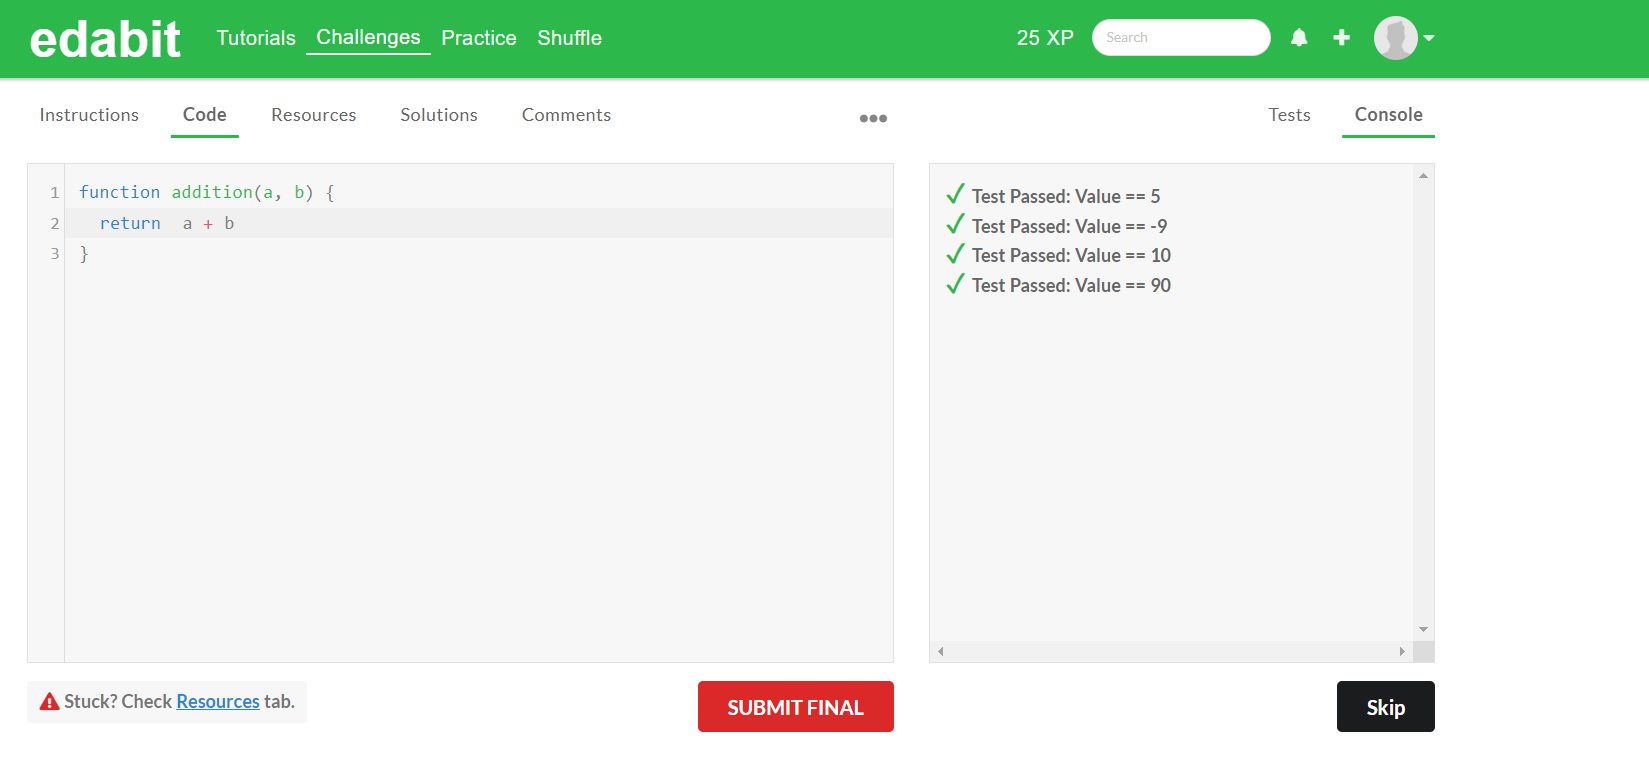 edabit Tutorials Challenges Practice Shuffle 25 XP Search
Instructions Code Resources Solutions Comments Tests Console
1 function addition(a, b) {
2   return  a + b
3 }
✓ Test Passed: Value == 5
✓ Test Passed: Value == -9
✓ Test Passed: Value == 10
✓ Test Passed: Value == 90
Stuck? Check Resources tab.
SUBMIT FINAL
Skip